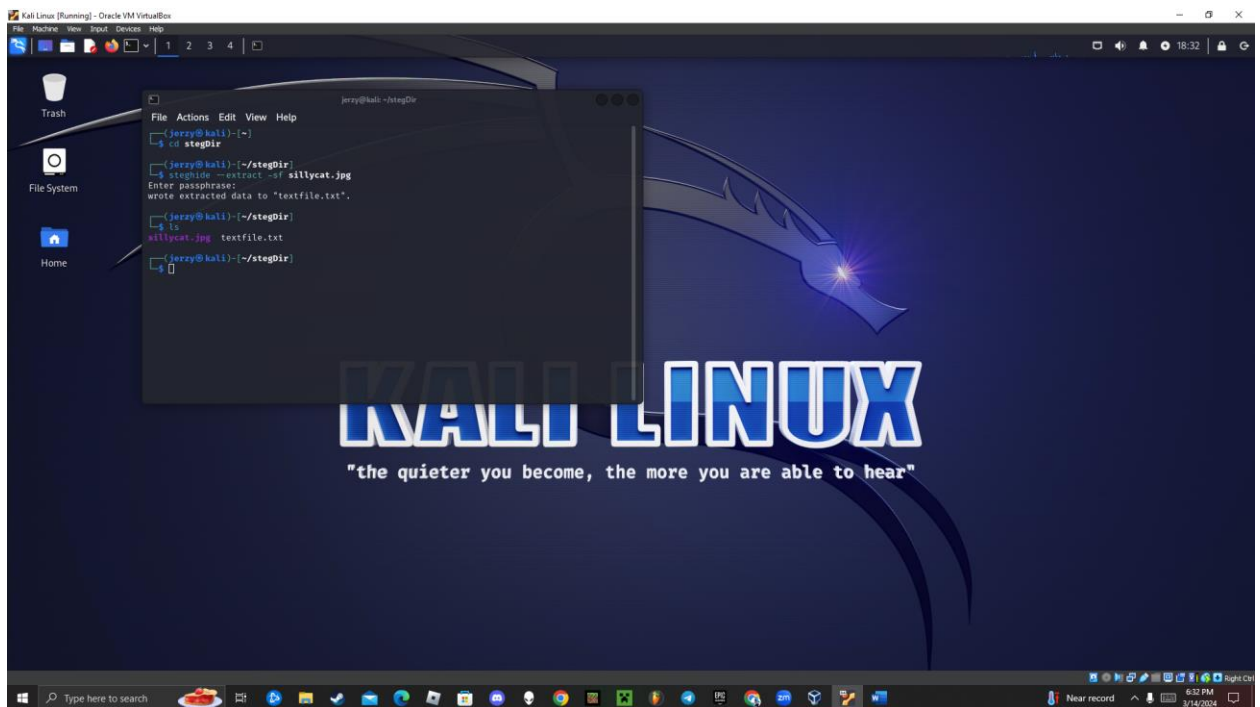 Kali Linux [Running] - Oracle VM VirtualBox
File Machine View Input Devices Help
1 2 3 4
18:32
Trash
File System
Home
jerzy@kali: ~/stegDir
File Actions Edit View Help
┌──(jerzy㉿kali)-[~]
└─$ cd stegDir
┌──(jerzy㉿kali)-[~/stegDir]
└─$ steghide --extract -sf sillycat.jpg
Enter passphrase:
wrote extracted data to "textfile.txt".
┌──(jerzy㉿kali)-[~/stegDir]
└─$ ls
sillycat.jpg textfile.txt
┌──(jerzy㉿kali)-[~/stegDir]
└─$
KALI LINUX
"the quieter you become, the more you are able to hear"
Right Ctrl
Type here to search
EPIC
zm
Near record
6:32 PM
3/14/2024